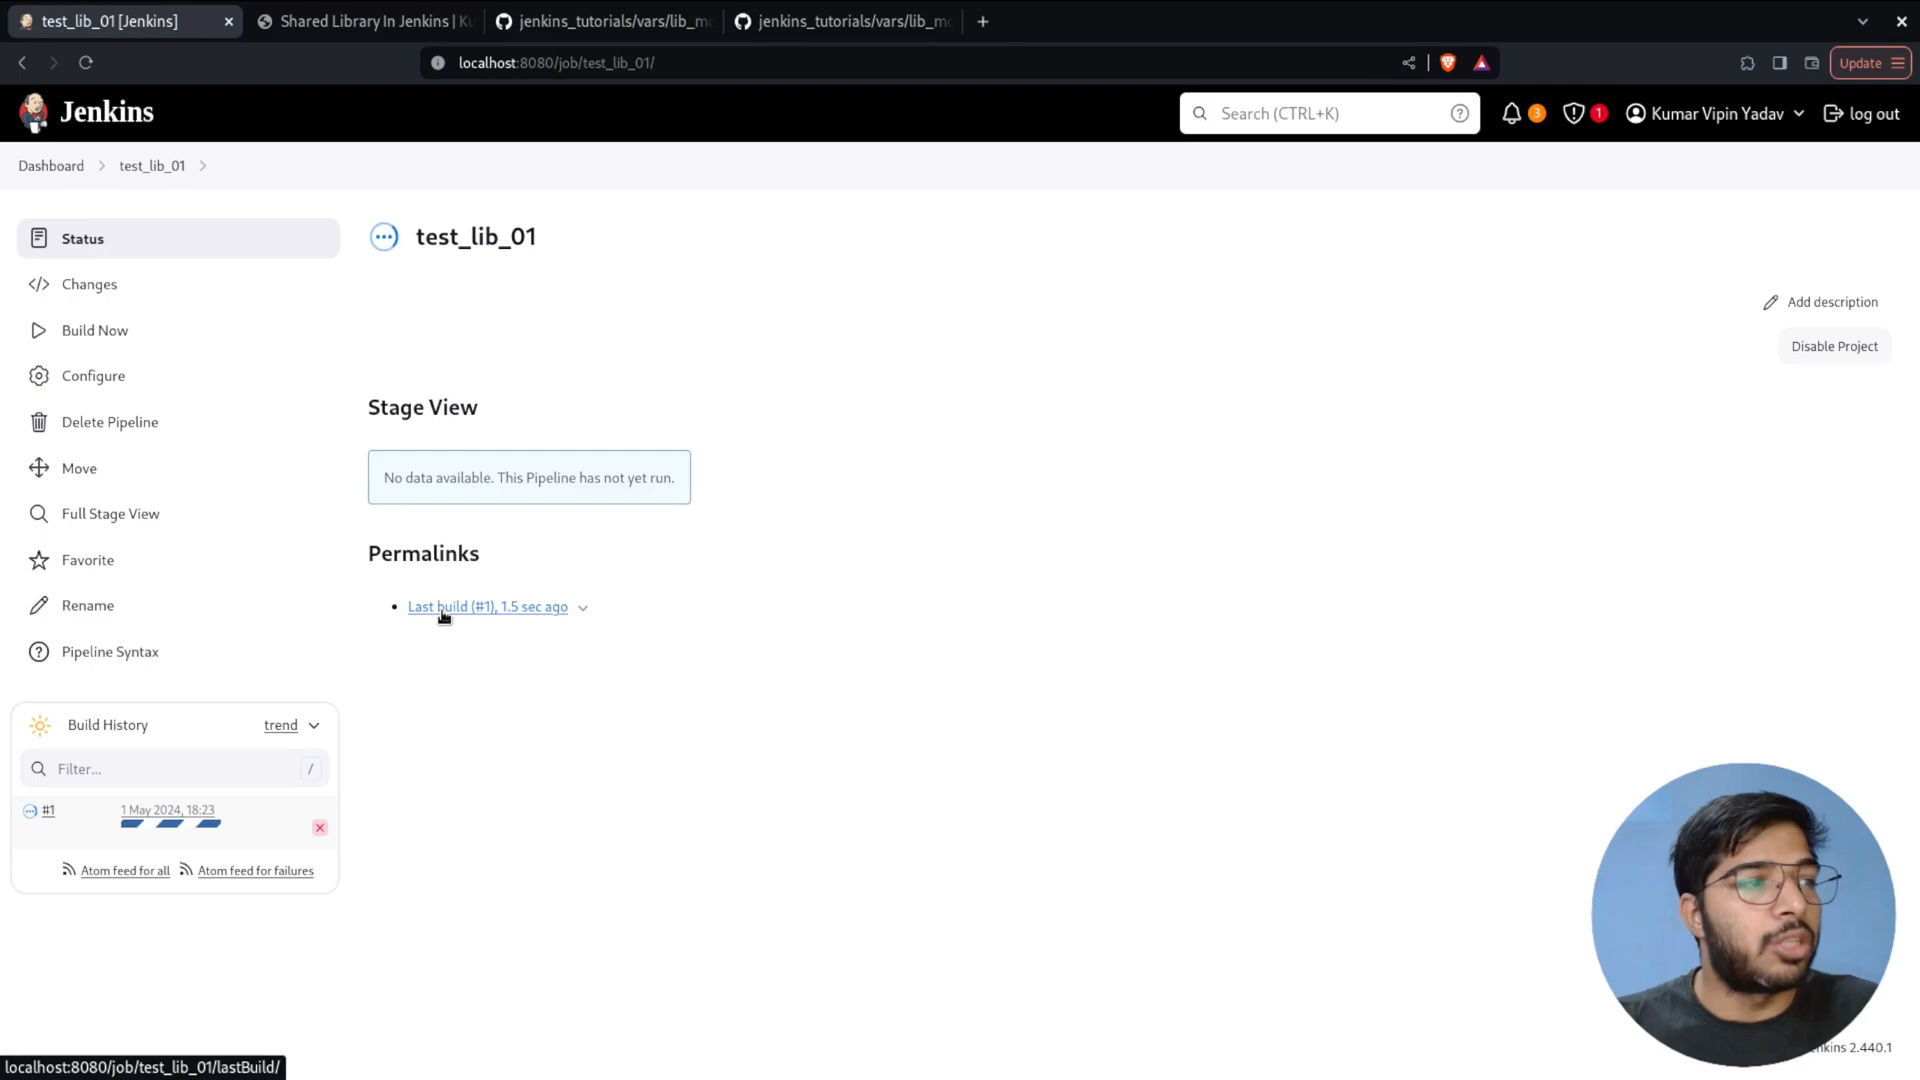 test_lib_01 [Jenkins]
Shared Library In Jenkins | Ku
jenkins_tutorials/vars/lib_mo
jenkins_tutorials/vars/lib_mo
localhost:8080/job/test_lib_01/
Update
Jenkins
Search (CTRL+K)
3
1
Kumar Vipin Yadav
log out
Dashboard
test_lib_01
Status
Changes
Build Now
Configure
Delete Pipeline
Move
Full Stage View
Favorite
Rename
Pipeline Syntax
test_lib_01
Add description
Disable Project
Stage View
No data available. This Pipeline has not yet run.
Permalinks
Last build (#1), 1.5 sec ago
Build History
trend
Filter...
/
#1
1 May 2024, 18:23
Atom feed for all
Atom feed for failures
nkins 2.440.1
localhost:8080/job/test_lib_01/lastBuild/